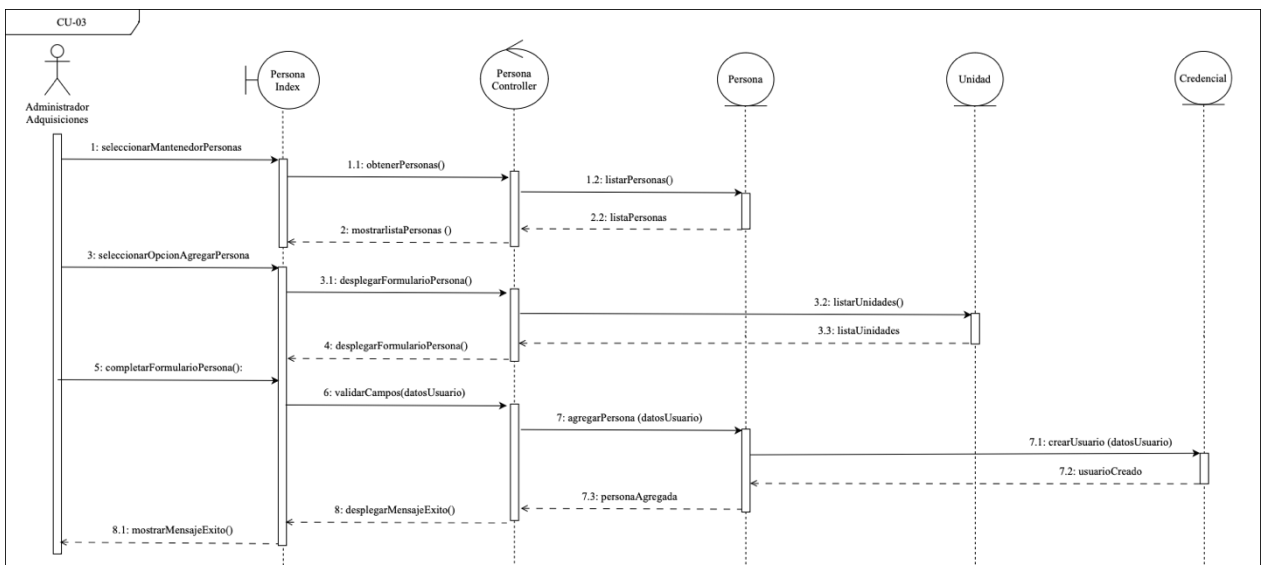 CU-03
Administrador
Adquisiciones
Persona
Index
Persona
Controller
Persona
Unidad
Credencial
1: seleccionarMantenedorPersonas
1.1: obtenerPersonas()
1.2: listarPersonas()
2.2: listaPersonas
2: mostrarlistaPersonas ()
3: seleccionarOpcionAgregarPersona
3.1: desplegarFormularioPersona()
3.2: listarUnidades()
3.3: listaUinidades
4: desplegarFormularioPersona()
5: completarFormularioPersona():
6: validarCampos(datosUsuario)
7: agregarPersona (datosUsuario)
7.1: crearUsuario (datosUsuario)
7.2: usuarioCreado
7.3: personaAgregada
8: desplegarMensajeExito()
8.1: mostrarMensajeExito()